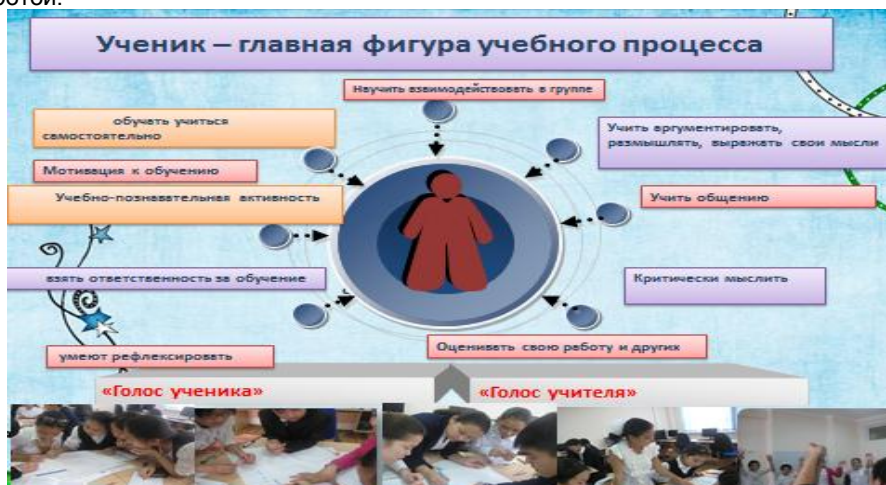 Ученик – главная фигура учебного процесса
Научить взаимодействовать в группе
обучать учиться
самостоятельно
Учить аргументировать,
размышлять, выражать свои мысли
Мотивация к обучению
Учебно-познавательная активность
Учить общению
взять ответственность за обучение
Критически мыслить
умеют рефлексировать
Оценивать свою работу и других
«Голос ученика»
«Голос учителя»